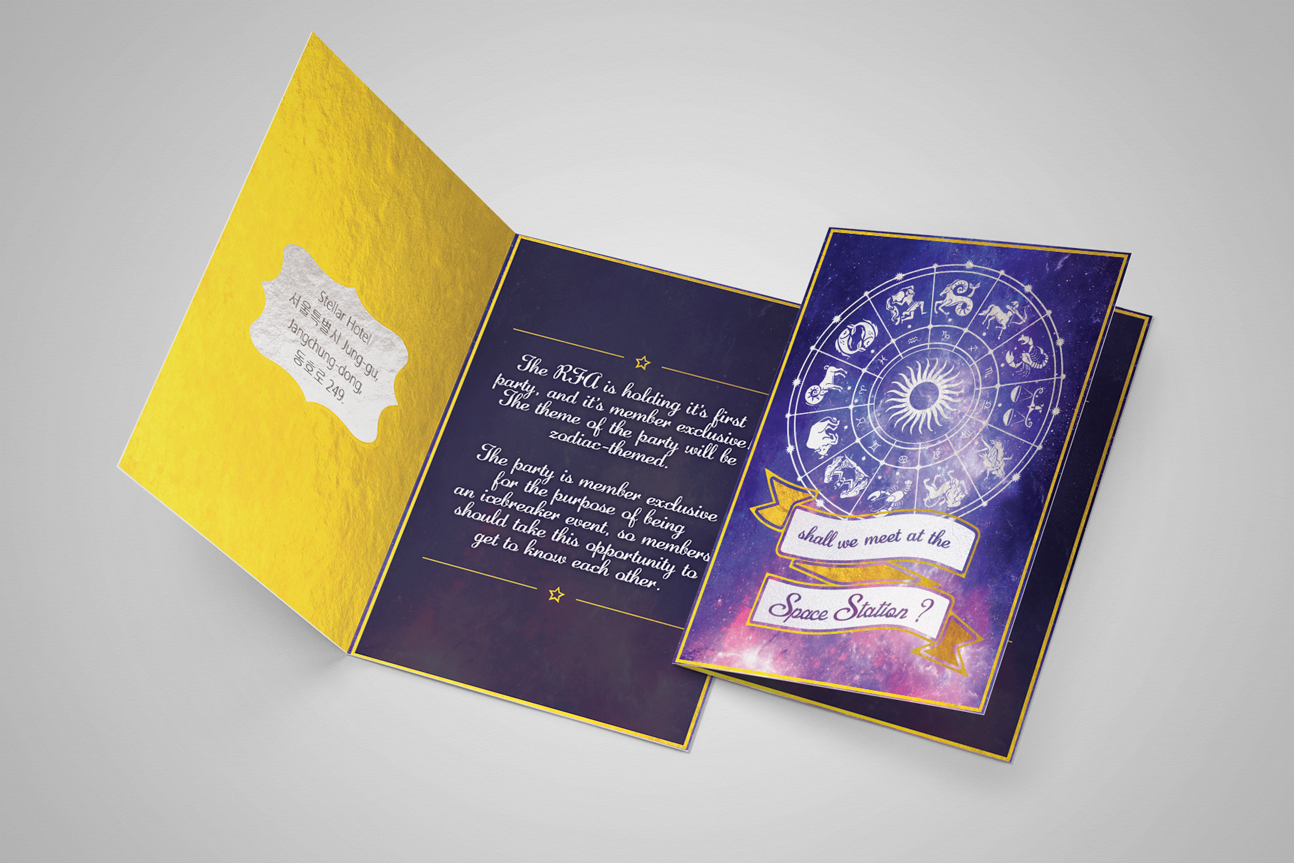 Stellar Hotel
서울특별시 Jung-gu,
Jangchung-dong,
동호로 249.
The RFA is holding it's first
party, and it's member exclusive.
The theme of the party will be
zodiac-themed.
The party is member exclusive
for the purpose of being
an icebreaker event, so members
should take this opportunity to
get to know each other.
shall we meet at the
Space Station ?